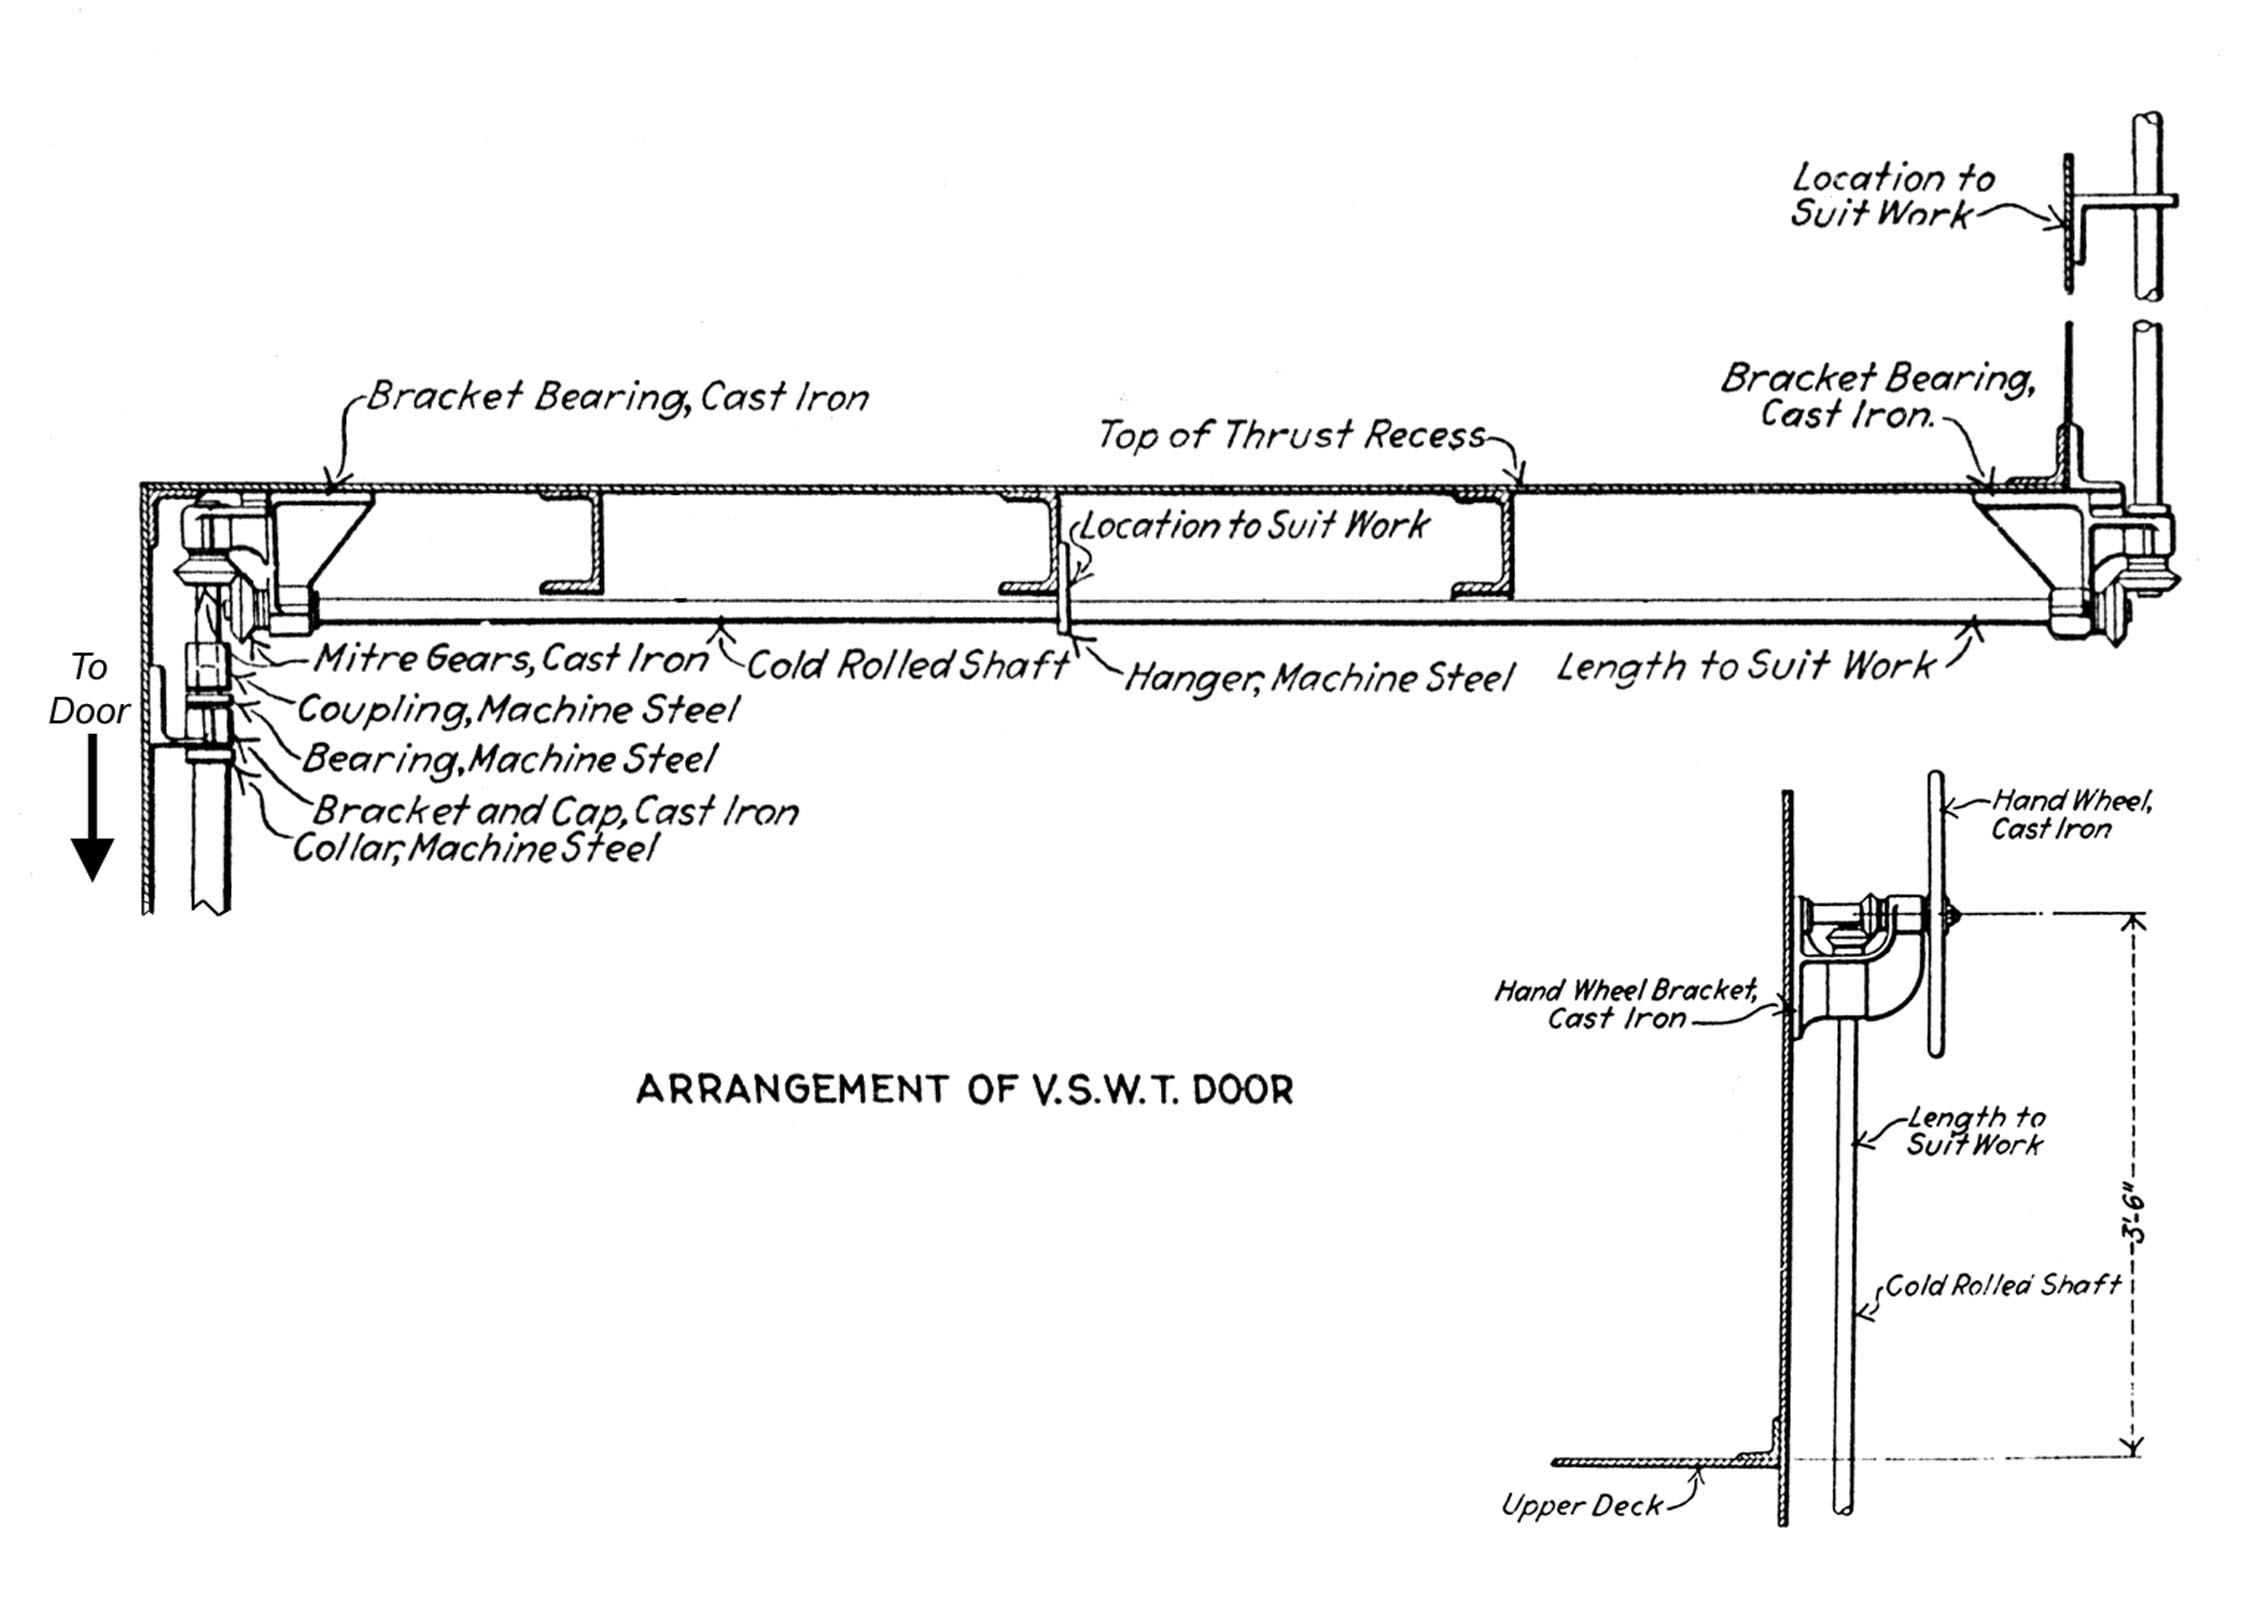 Location to
Suit Work
Bracket Bearing, Cast Iron
Bracket Bearing,
Cast Iron.
Top of Thrust Recess
Location to Suit Work
To
Door
Mitre Gears, Cast Iron
Cold Rolled Shaft
Hanger, Machine Steel
Length to Suit Work
Coupling, Machine Steel
Bearing, Machine Steel
Bracket and Cap, Cast Iron
Collar, Machine Steel
Hand Wheel,
Cast Iron
Hand Wheel Bracket,
Cast Iron
ARRANGEMENT OF V.S.W.T. DOOR
Length to
Suit Work
3'-6"
Cold Rolled Shaft
Upper Deck